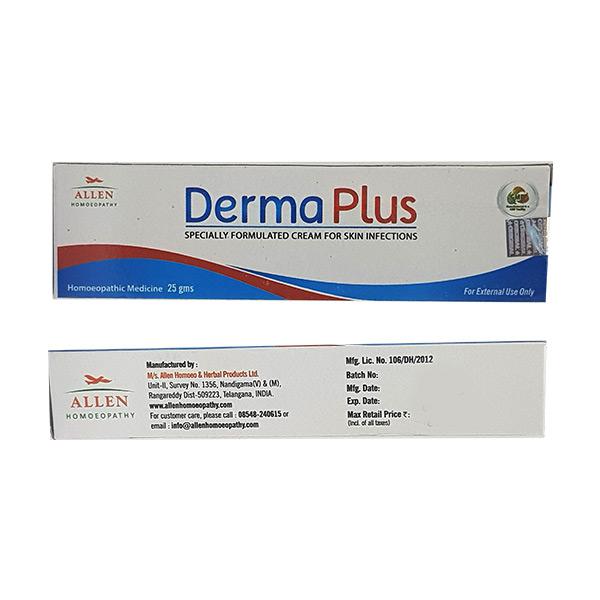 ALLEN
HOMOEOPATHY
Derma Plus
SPECIALLY FORMULATED CREAM FOR SKIN INFECTIONS
Homoeopathic Medicine 25 gms
For External Use Only
ALLEN
HOMOEOPATHY
Manufactured by :
M/s. Allen Homoeo & Herbal Products Ltd.
Unit-II, Survey No. 1356, Nandigama(V) & (M),
Rangareddy Dist-509223, Telangana, INDIA.
www.allenhomoeopathy.com
For customer care, please call : 08548-240615 or
email : info@allenhomoeopathy.com
Mfg. Lic. No. 106/DH/2012
Batch No:
Mfg. Date:
Exp. Date:
Max Retail Price ₹:
(Incl. of all taxes)